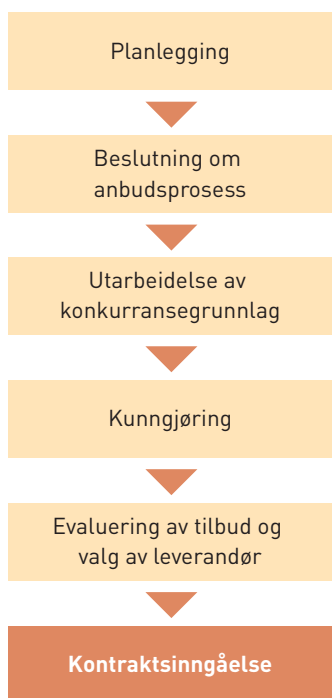 Planlegging
Beslutning om
anbudsprosess
Utarbeidelse av
konkurransegrunnlag
Kunngjøring
Evaluering av tilbud og
valg av leverandør
Kontraktsinngåelse